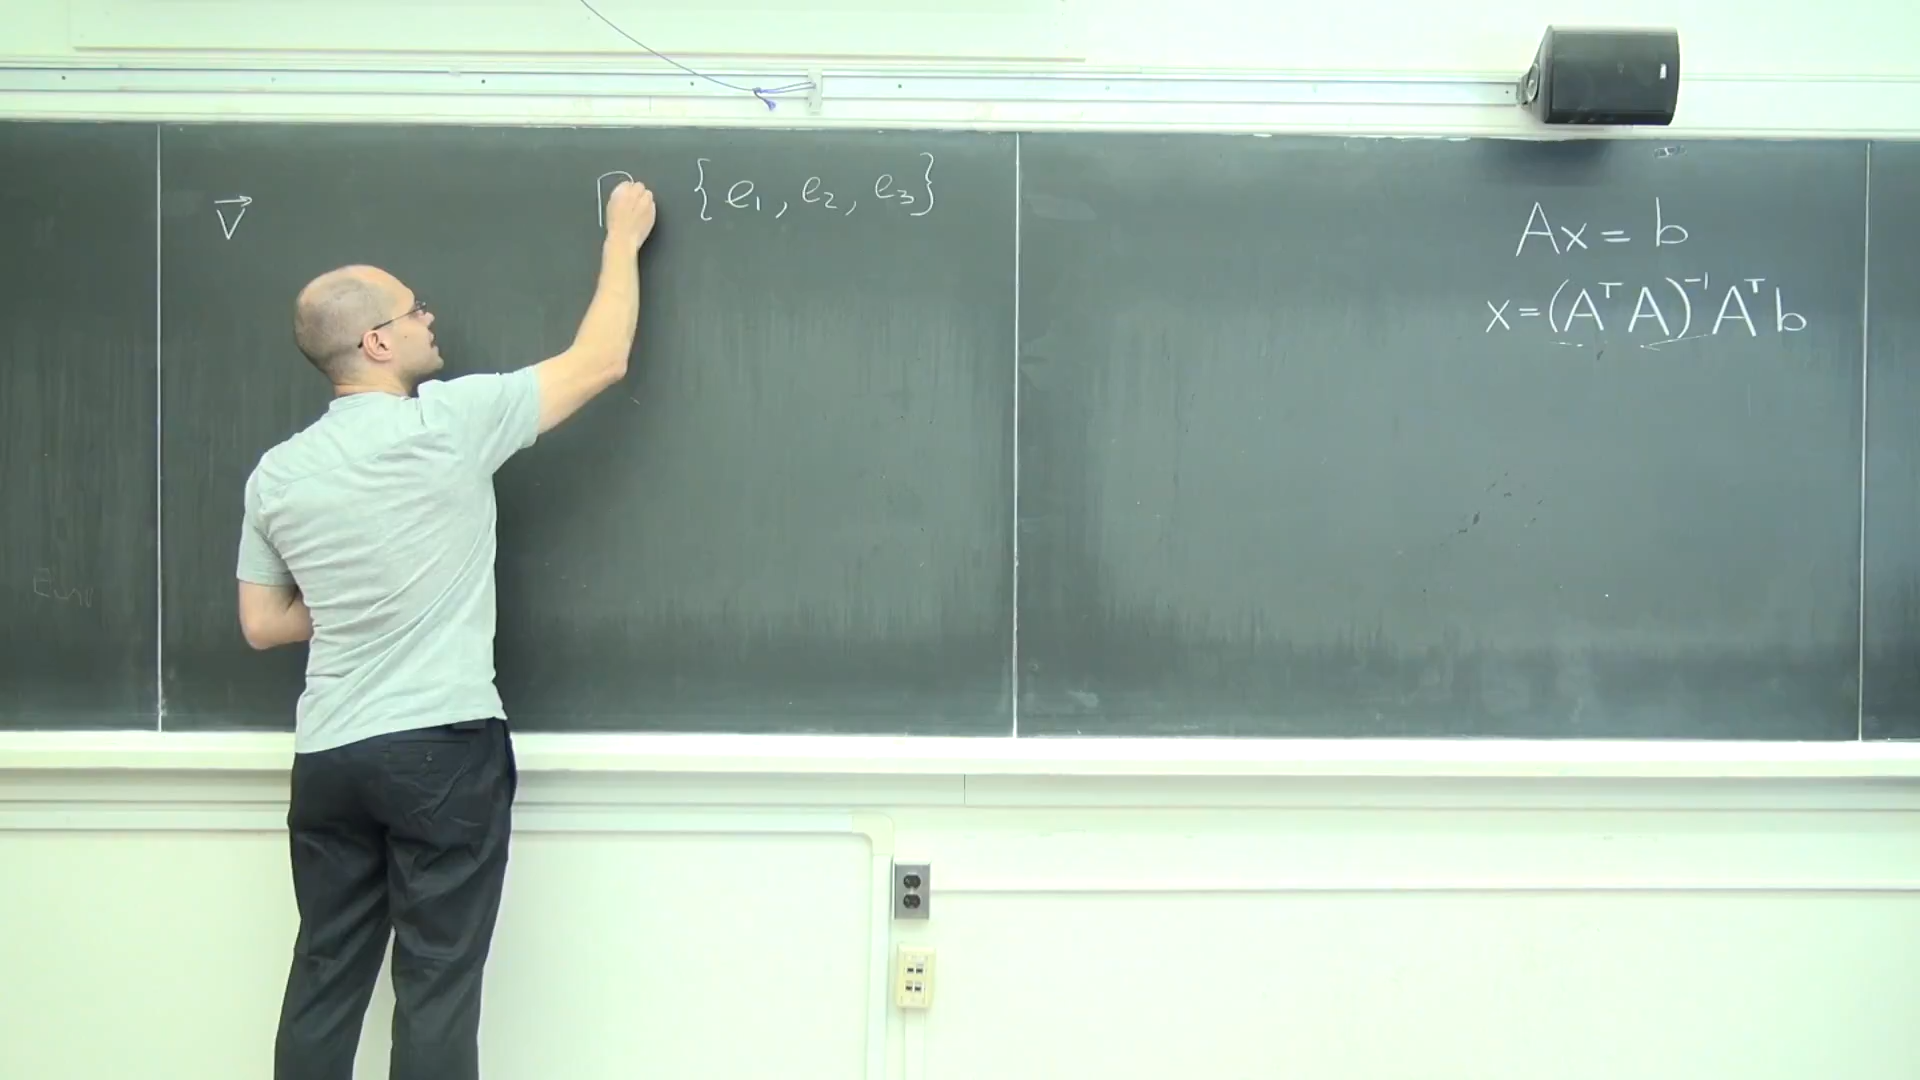 v⃗
{e₁, e₂, e₃}
Ax = b
x = (AᵀA)⁻¹Aᵀb